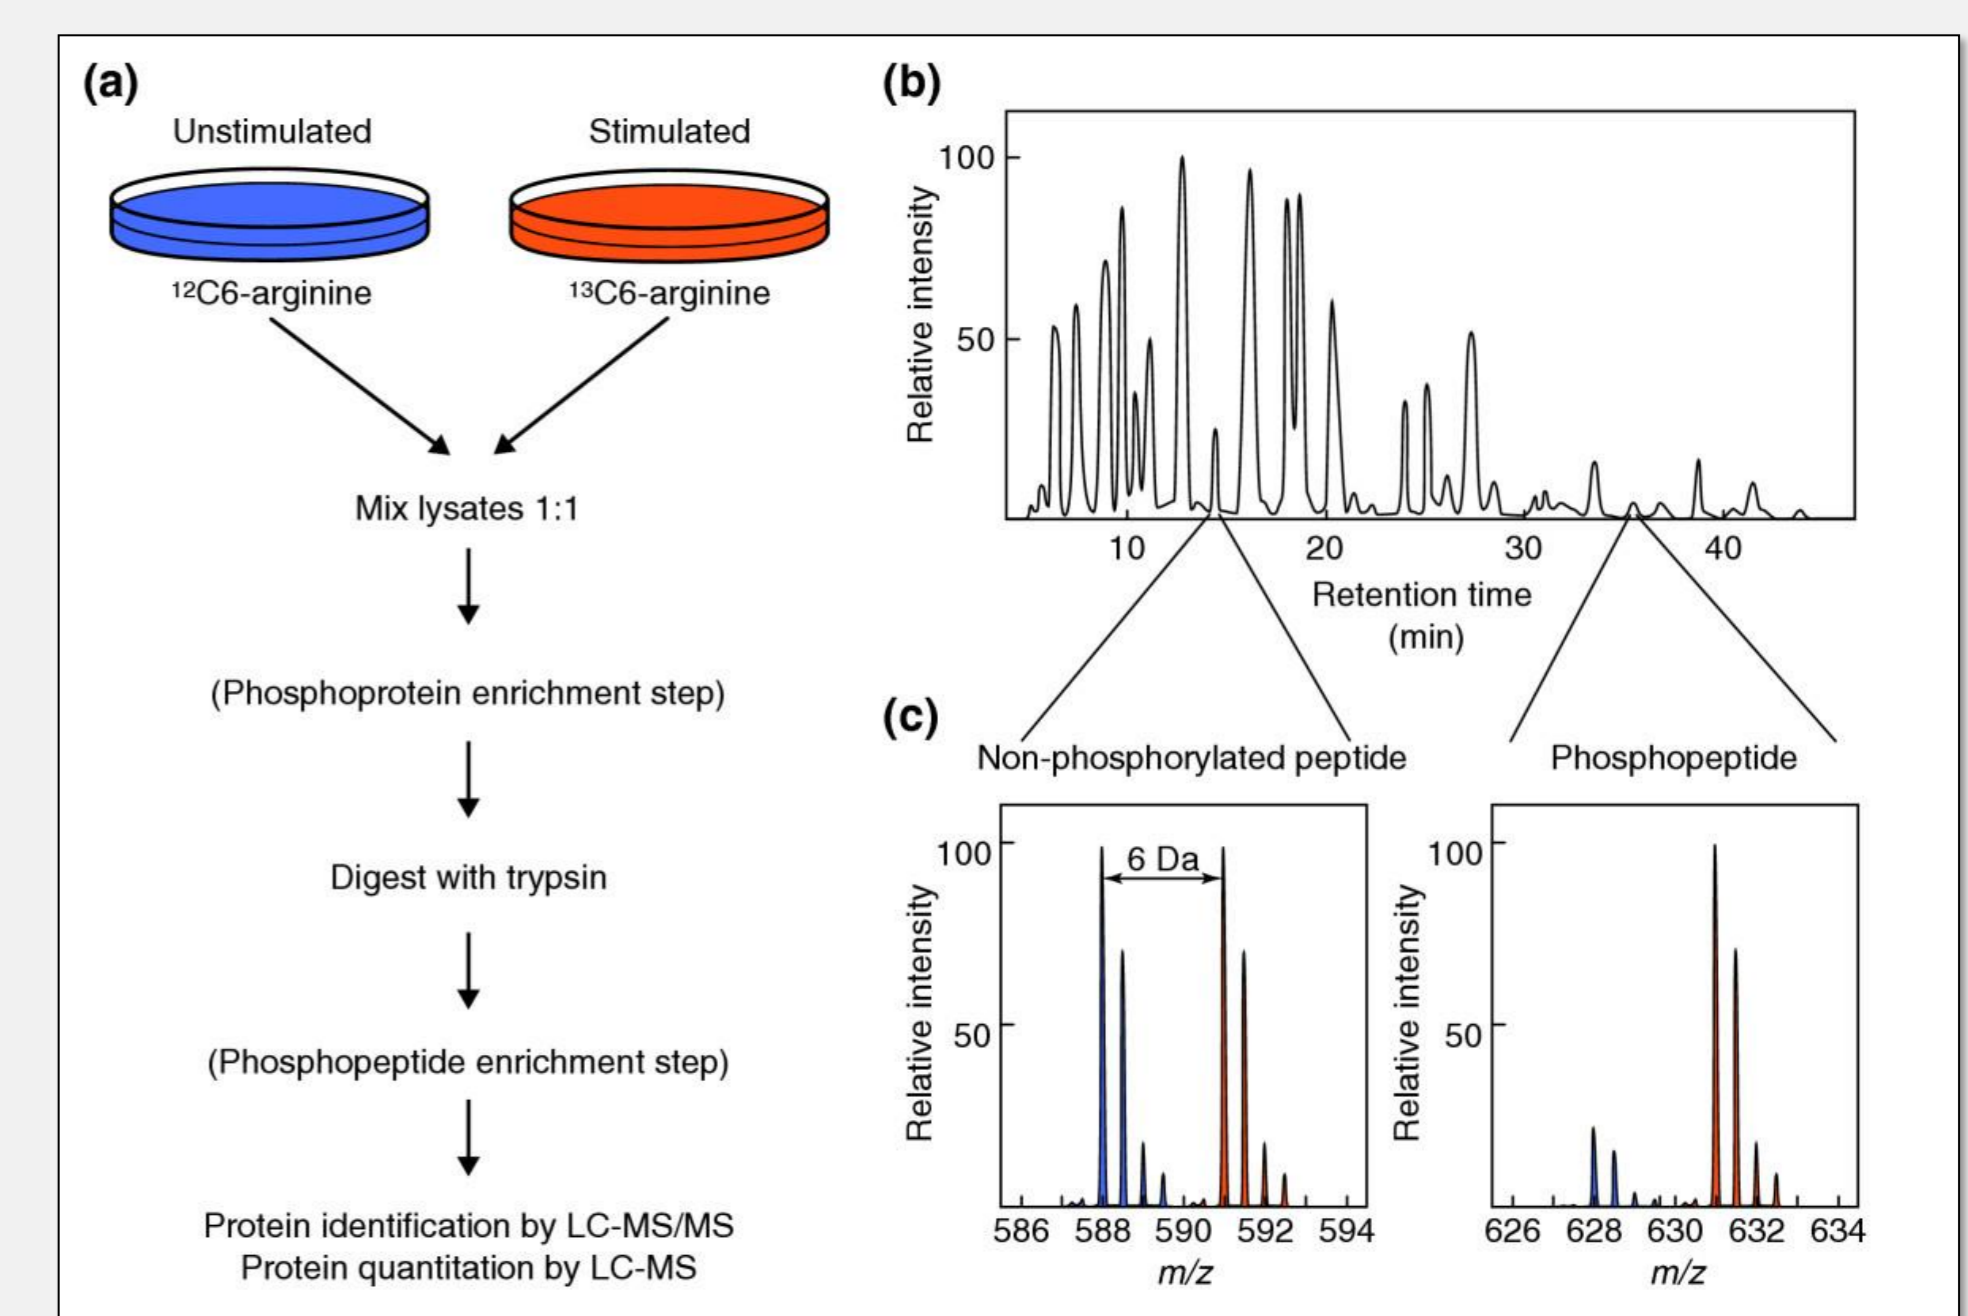 (a)
Unstimulated
Stimulated
¹²C6-arginine
¹³C6-arginine
Mix lysates 1:1
(Phosphoprotein enrichment step)
Digest with trypsin
(Phosphopeptide enrichment step)
Protein identification by LC-MS/MS
Protein quantitation by LC-MS
(b)
Relative intensity
100
50
10 20 30 40
Retention time
(min)
(c)
Non-phosphorylated peptide
Relative intensity
100
50
6 Da
586 588 590 592 594
m/z
Phosphopeptide
Relative intensity
100
50
626 628 630 632 634
m/z